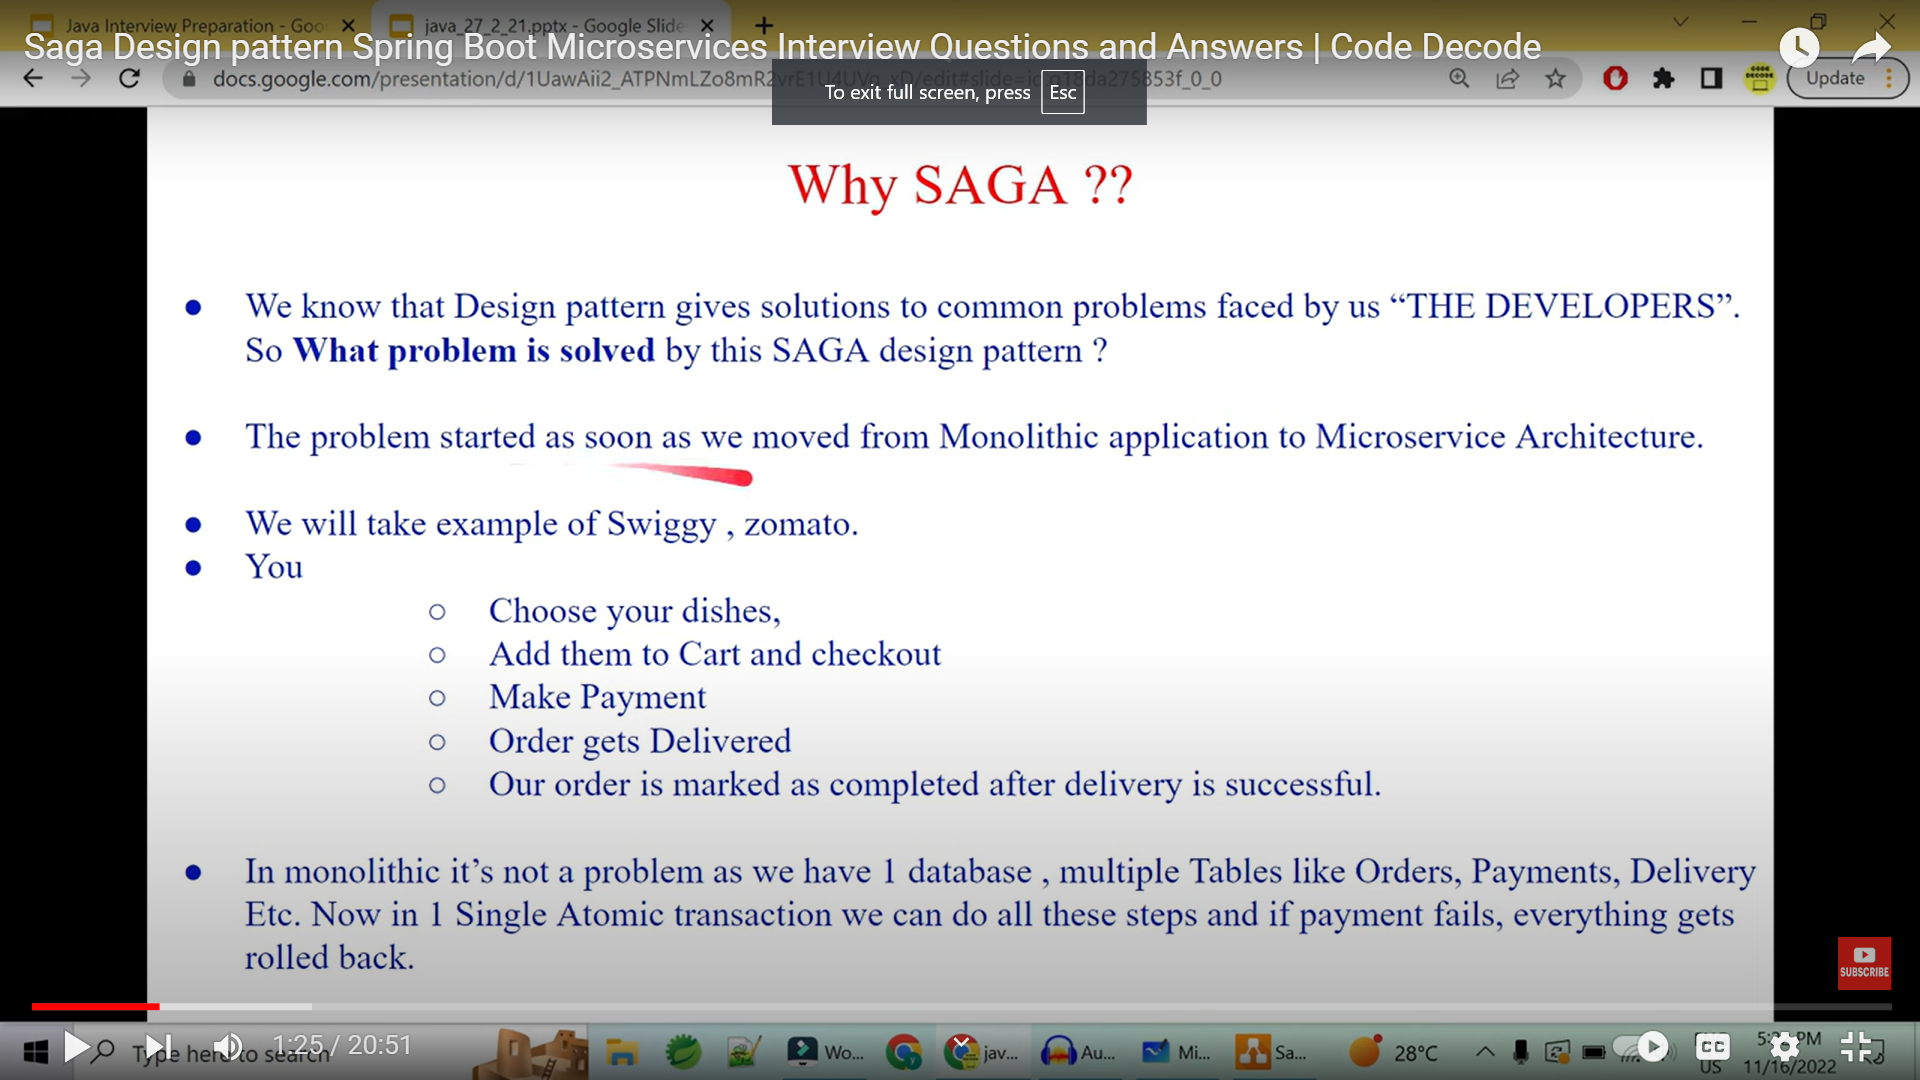 Java Interview Preparation - Goo
java_27_2_21.pptx - Google Slide
Saga Design pattern Spring Boot Microservices Interview Questions and Answers | Code Decode
docs.google.com/presentation/d/1UawAii2_ATPNmLZo8mR2
853f_0_0
Update
To exit full screen, press Esc
Why SAGA ??
● We know that Design pattern gives solutions to common problems faced by us “THE DEVELOPERS”.
So What problem is solved by this SAGA design pattern ?
● The problem started as soon as we moved from Monolithic application to Microservice Architecture.
● We will take example of Swiggy , zomato.
● You
○ Choose your dishes,
○ Add them to Cart and checkout
○ Make Payment
○ Order gets Delivered
○ Our order is marked as completed after delivery is successful.
● In monolithic it’s not a problem as we have 1 database , multiple Tables like Orders, Payments, Delivery
Etc. Now in 1 Single Atomic transaction we can do all these steps and if payment fails, everything gets
rolled back.
SUBSCRIBE
Type here to search
1:25 / 20:51
Wo...
jav...
Au...
Mi...
Sa...
28°C
CC
US
PM
11/16/2022